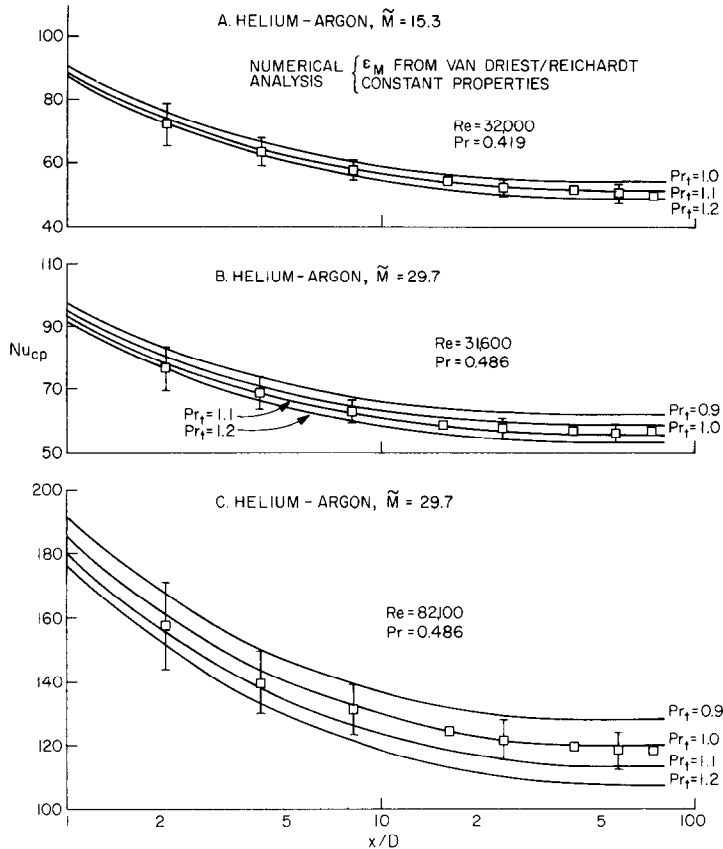 A. HELIUM-ARGON, M̃ = 15.3
100
NUMERICAL ANALYSIS { εM FROM VAN DRIEST/REICHARDT
CONSTANT PROPERTIES
80
Re=32,000
Pr=0.419
60
Prt=1.0
Prt=1.1
Prt=1.2
40
110
B. HELIUM-ARGON, M̃ = 29.7
90
Nucp
Re=31,600
Pr=0.486
70
Prt=1.1
Prt=1.2
Prt=0.9
Prt=1.0
50
200
C. HELIUM-ARGON, M̃ = 29.7
180
160
Re=82,100
Pr=0.486
140
Prt=0.9
120
Prt=1.0
Prt=1.1
Prt=1.2
100
1 2 5 10 2 5 100
x/D